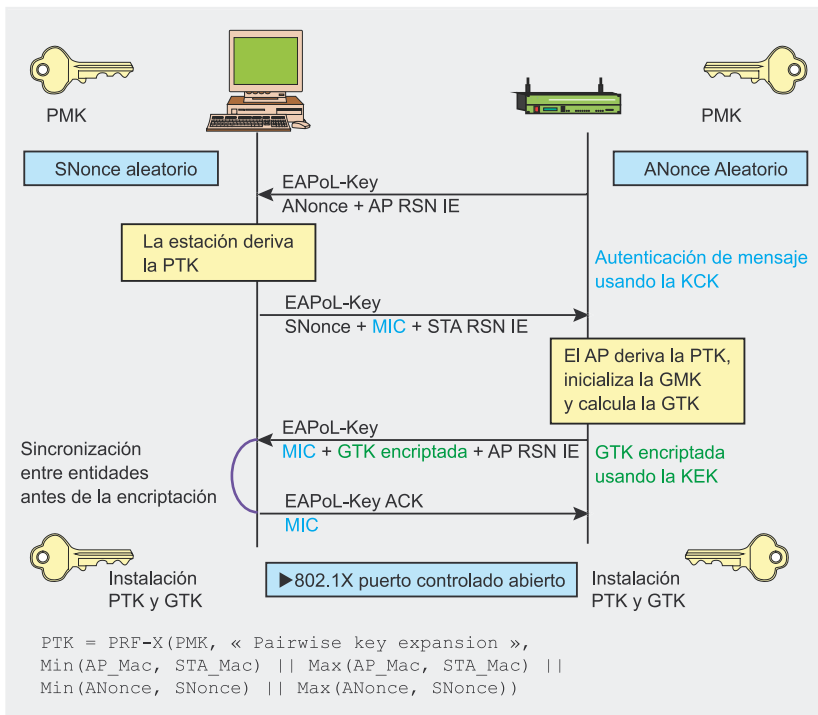 PMK
PMK
SNonce aleatorio
ANonce Aleatorio
EAPoL-Key
ANonce + AP RSN IE
La estación deriva
la PTK
Autenticación de mensaje
usando la KCK
EAPoL-Key
SNonce + MIC + STA RSN IE
El AP deriva la PTK,
inicializa la GMK
y calcula la GTK
EAPoL-Key
MIC + GTK encriptada + AP RSN IE
GTK encriptada
usando la KEK
Sincronización
entre entidades
antes de la encriptación
EAPoL-Key ACK
MIC
Instalación
PTK y GTK
▶802.1X puerto controlado abierto
Instalación
PTK y GTK
PTK = PRF-X(PMK, « Pairwise key expansion »,
Min(AP_Mac, STA_Mac) || Max(AP_Mac, STA_Mac) ||
Min(ANonce, SNonce) || Max(ANonce, SNonce))